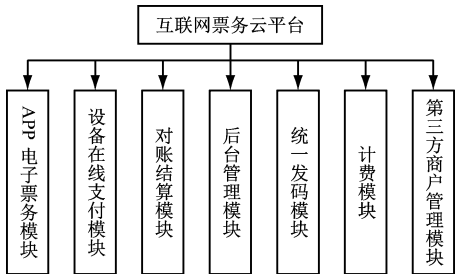 互联网票务云平台
APP电子票务模块
设备在线支付模块
对账结算模块
后台管理模块
统一发码模块
计费模块
第三方商户管理模块